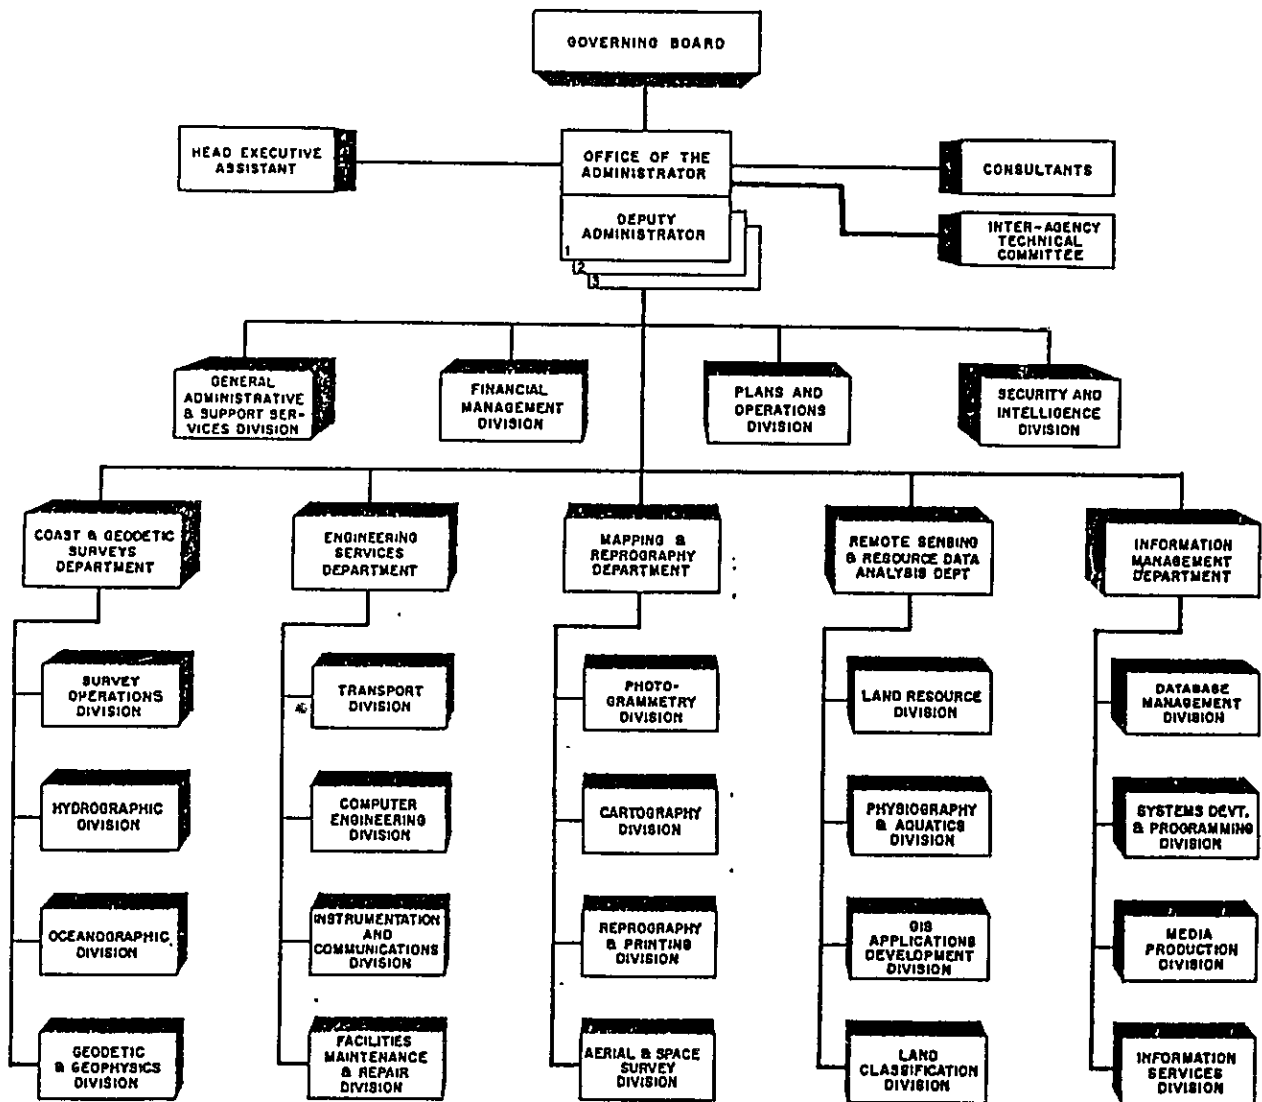 GOVERNING BOARD
HEAD EXECUTIVE
ASSISTANT
OFFICE OF THE
ADMINISTRATOR
CONSULTANTS
DEPUTY
ADMINISTRATOR
1
2
3
INTER-AGENCY
TECHNICAL
COMMITTEE
GENERAL
ADMINISTRATIVE
& SUPPORT SER-
VICES DIVISION
FINANCIAL
MANAGEMENT
DIVISION
PLANS AND
OPERATIONS
DIVISION
SECURITY AND
INTELLIGENCE
DIVISION
COAST & GEODETIC
SURVEYS
DEPARTMENT
ENGINEERING
SERVICES
DEPARTMENT
MAPPING &
REPROGRAPHY
DEPARTMENT
REMOTE SENSING
& RESOURCE DATA
ANALYSIS DEPT
INFORMATION
MANAGEMENT
DEPARTMENT
SURVEY
OPERATIONS
DIVISION
TRANSPORT
DIVISION
PHOTO-
GRAMMETRY
DIVISION
LAND RESOURCE
DIVISION
DATABASE
MANAGEMENT
DIVISION
HYDROGRAPHIC
DIVISION
COMPUTER
ENGINEERING
DIVISION
CARTOGRAPHY
DIVISION
PHYSIOGRAPHY
& AQUATICS
DIVISION
SYSTEMS DEVT.
& PROGRAMMING
DIVISION
OCEANOGRAPHIC
DIVISION
INSTRUMENTATION
AND
COMMUNICATIONS
DIVISION
REPROGRAPHY
& PRINTING
DIVISION
GIS
APPLICATIONS
DEVELOPMENT
DIVISION
MEDIA
PRODUCTION
DIVISION
GEODETIC
& GEOPHYSICS
DIVISION
FACILITIES
MAINTENANCE
& REPAIR
DIVISION
AERIAL & SPACE
SURVEY
DIVISION
LAND
CLASSIFICATION
DIVISION
INFORMATION
SERVICES
DIVISION